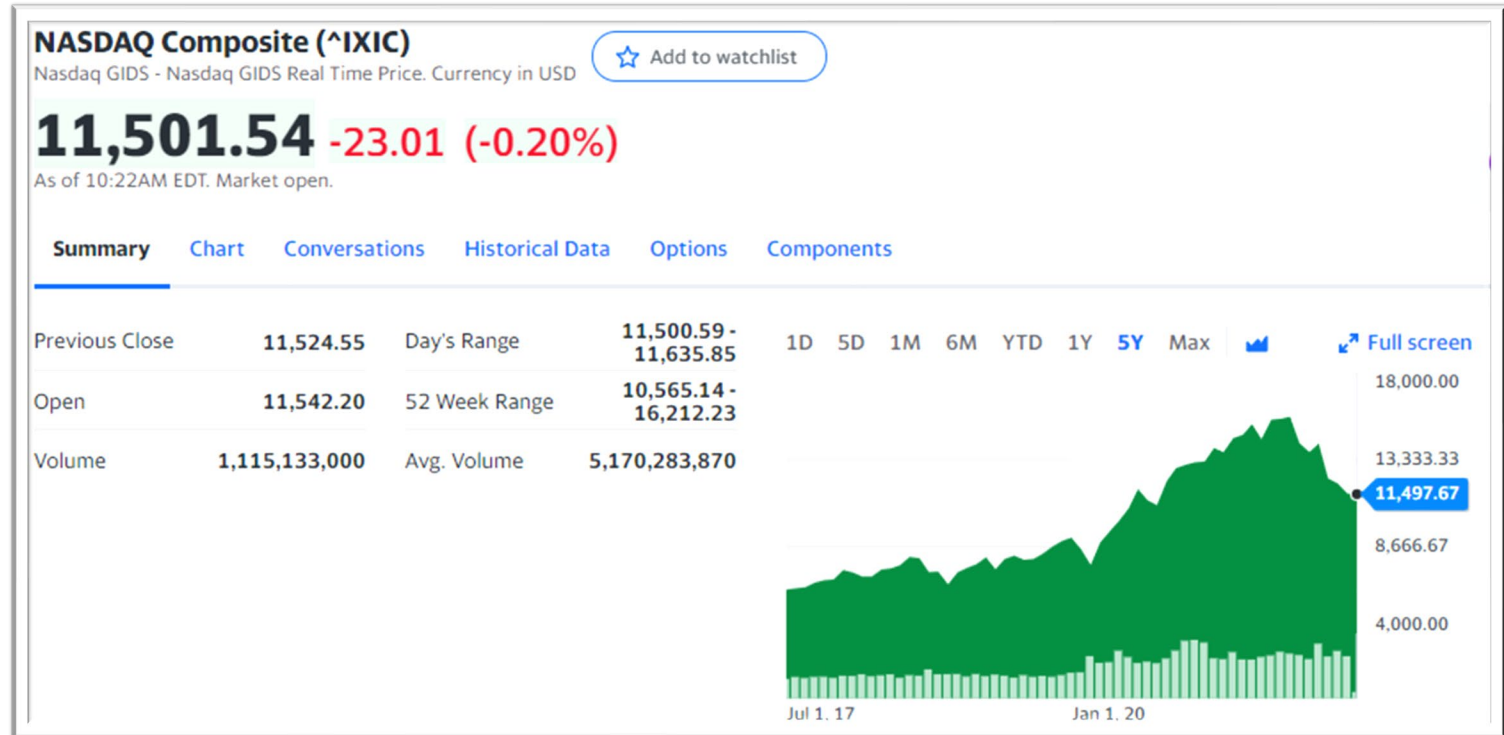 NASDAQ Composite (^IXIC)
Add to watchlist
Nasdaq GIDS - Nasdaq GIDS Real Time Price. Currency in USD
11,501.54 -23.01 (-0.20%)
As of 10:22AM EDT. Market open.
Summary Chart Conversations Historical Data Options Components
Previous Close 11,524.55
Open 11,542.20
Volume 1,115,133,000
Day's Range 11,500.59 -
11,635.85
52 Week Range 10,565.14 -
16,212.23
Avg. Volume 5,170,283,870
1D 5D 1M 6M YTD 1Y 5Y Max Full screen
18,000.00
13,333.33
11,497.67
8,666.67
4,000.00
Jul 1, 17 Jan 1, 20